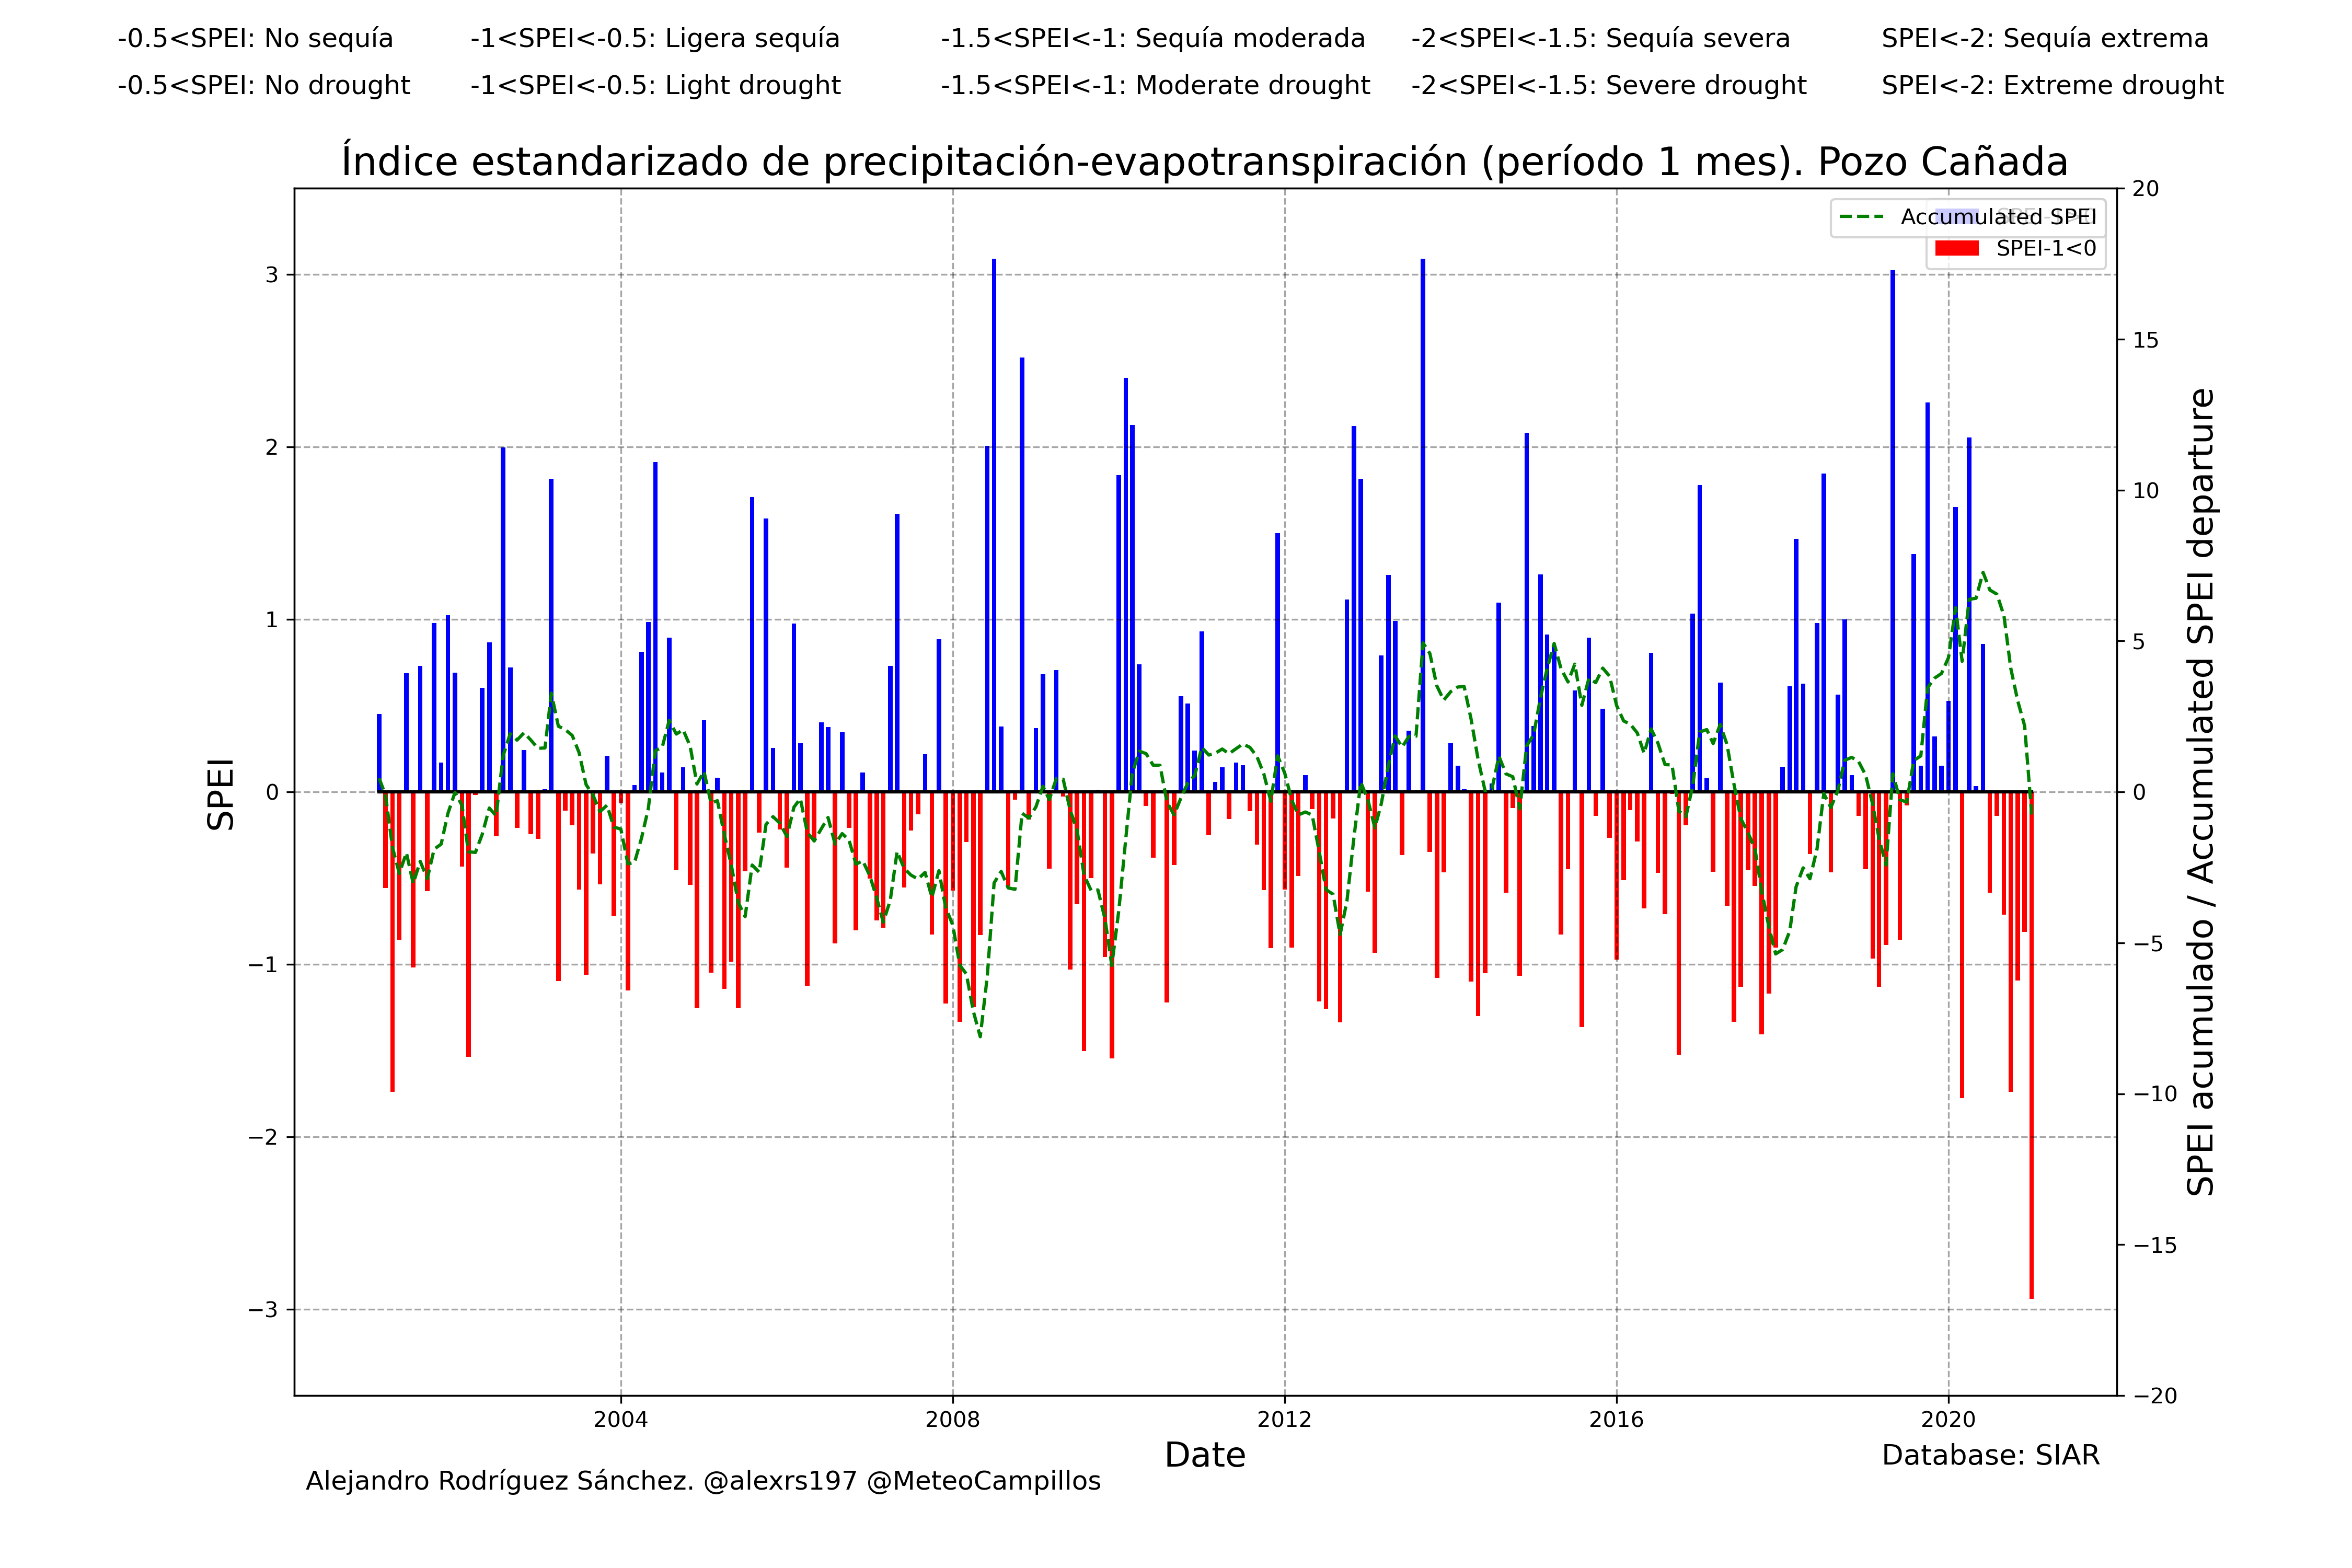 -0.5<SPEI: No sequía -1<SPEI<-0.5: Ligera sequía -1.5<SPEI<-1: Sequía moderada -2<SPEI<-1.5: Sequía severa SPEI<-2: Sequía extrema
-0.5<SPEI: No drought -1<SPEI<-0.5: Light drought -1.5<SPEI<-1: Moderate drought -2<SPEI<-1.5: Severe drought SPEI<-2: Extreme drought
Índice estandarizado de precipitación-evapotranspiración (período 1 mes). Pozo Cañada
Accumulated SPEI
SPEI-1<0
SPEI
3
2
1
0
−1
−2
−3
20
15
10
5
0
−5
−10
−15
−20
SPEI acumulado / Accumulated SPEI departure
2004 2008 2012 2016 2020
Date
Database: SIAR
Alejandro Rodríguez Sánchez. @alexrs197 @MeteoCampillos